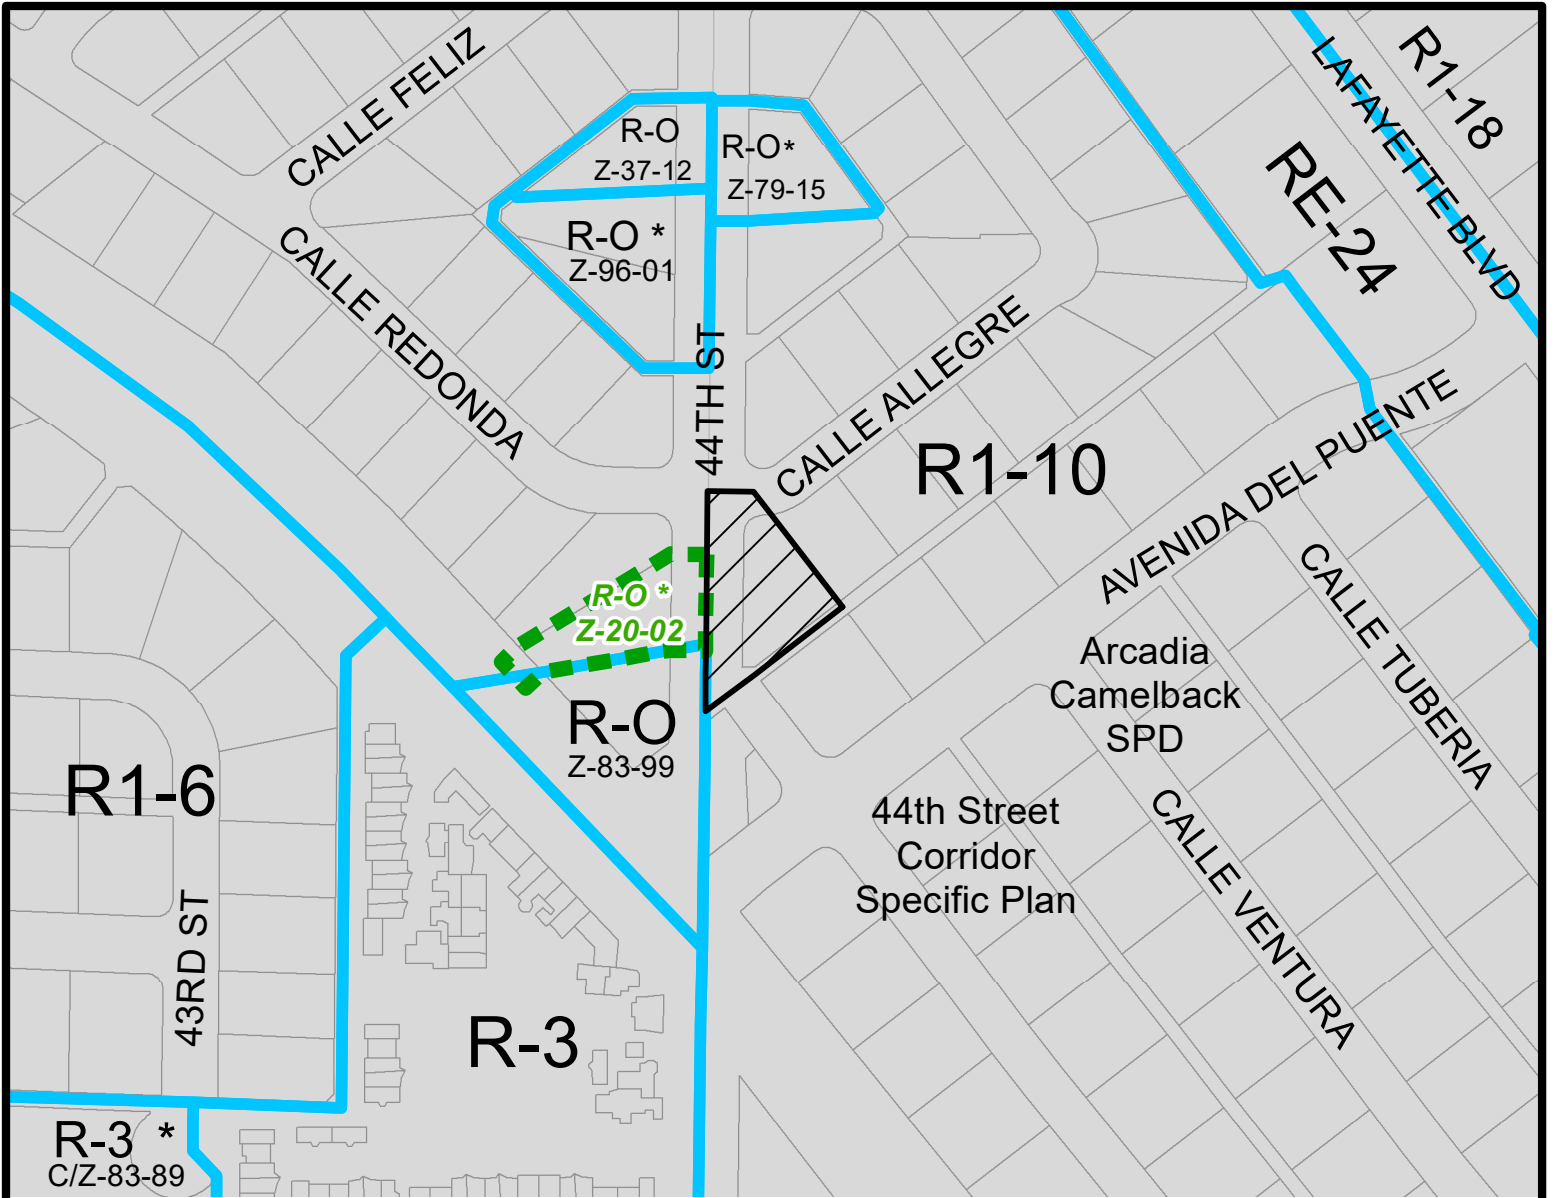 CALLE FELIZ
R1-18
LAFAYETTE BLVD
RE-24
R-O
Z-37-12
R-O*
Z-79-15
R-O *
Z-96-01
CALLE REDONDA
44TH ST
CALLE ALLEGRE
R1-10
AVENIDA DEL PUENTE
CALLE TUBERIA
R-O *
Z-20-02
Arcadia
Camelback
SPD
R-O
Z-83-99
R1-6
44th Street
Corridor
Specific Plan
CALLE VENTURA
43RD ST
R-3
R-3 *
C/Z-83-89